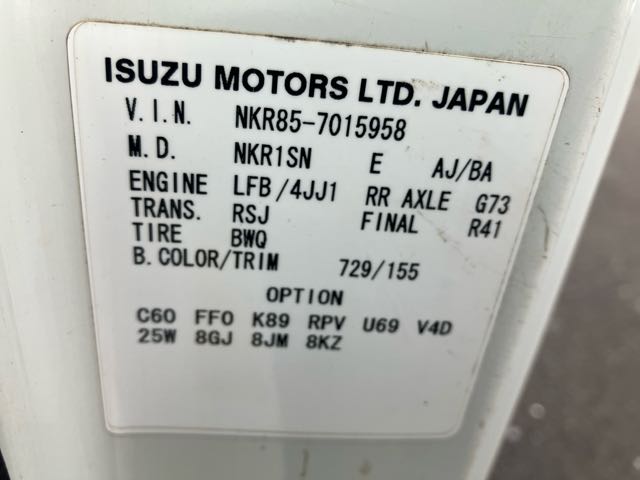 ISUZU MOTORS LTD. JAPAN
V.I.N. NKR85-7015958
M.D. NKR1SN E AJ/BA
ENGINE LFB/4JJ1 RR AXLE G73
TRANS. RSJ FINAL R41
TIRE BWQ
B.COLOR/TRIM 729/155
OPTION
C60 FF0 K89 RPV U69 V4D
25W 8GJ 8JM 8KZ